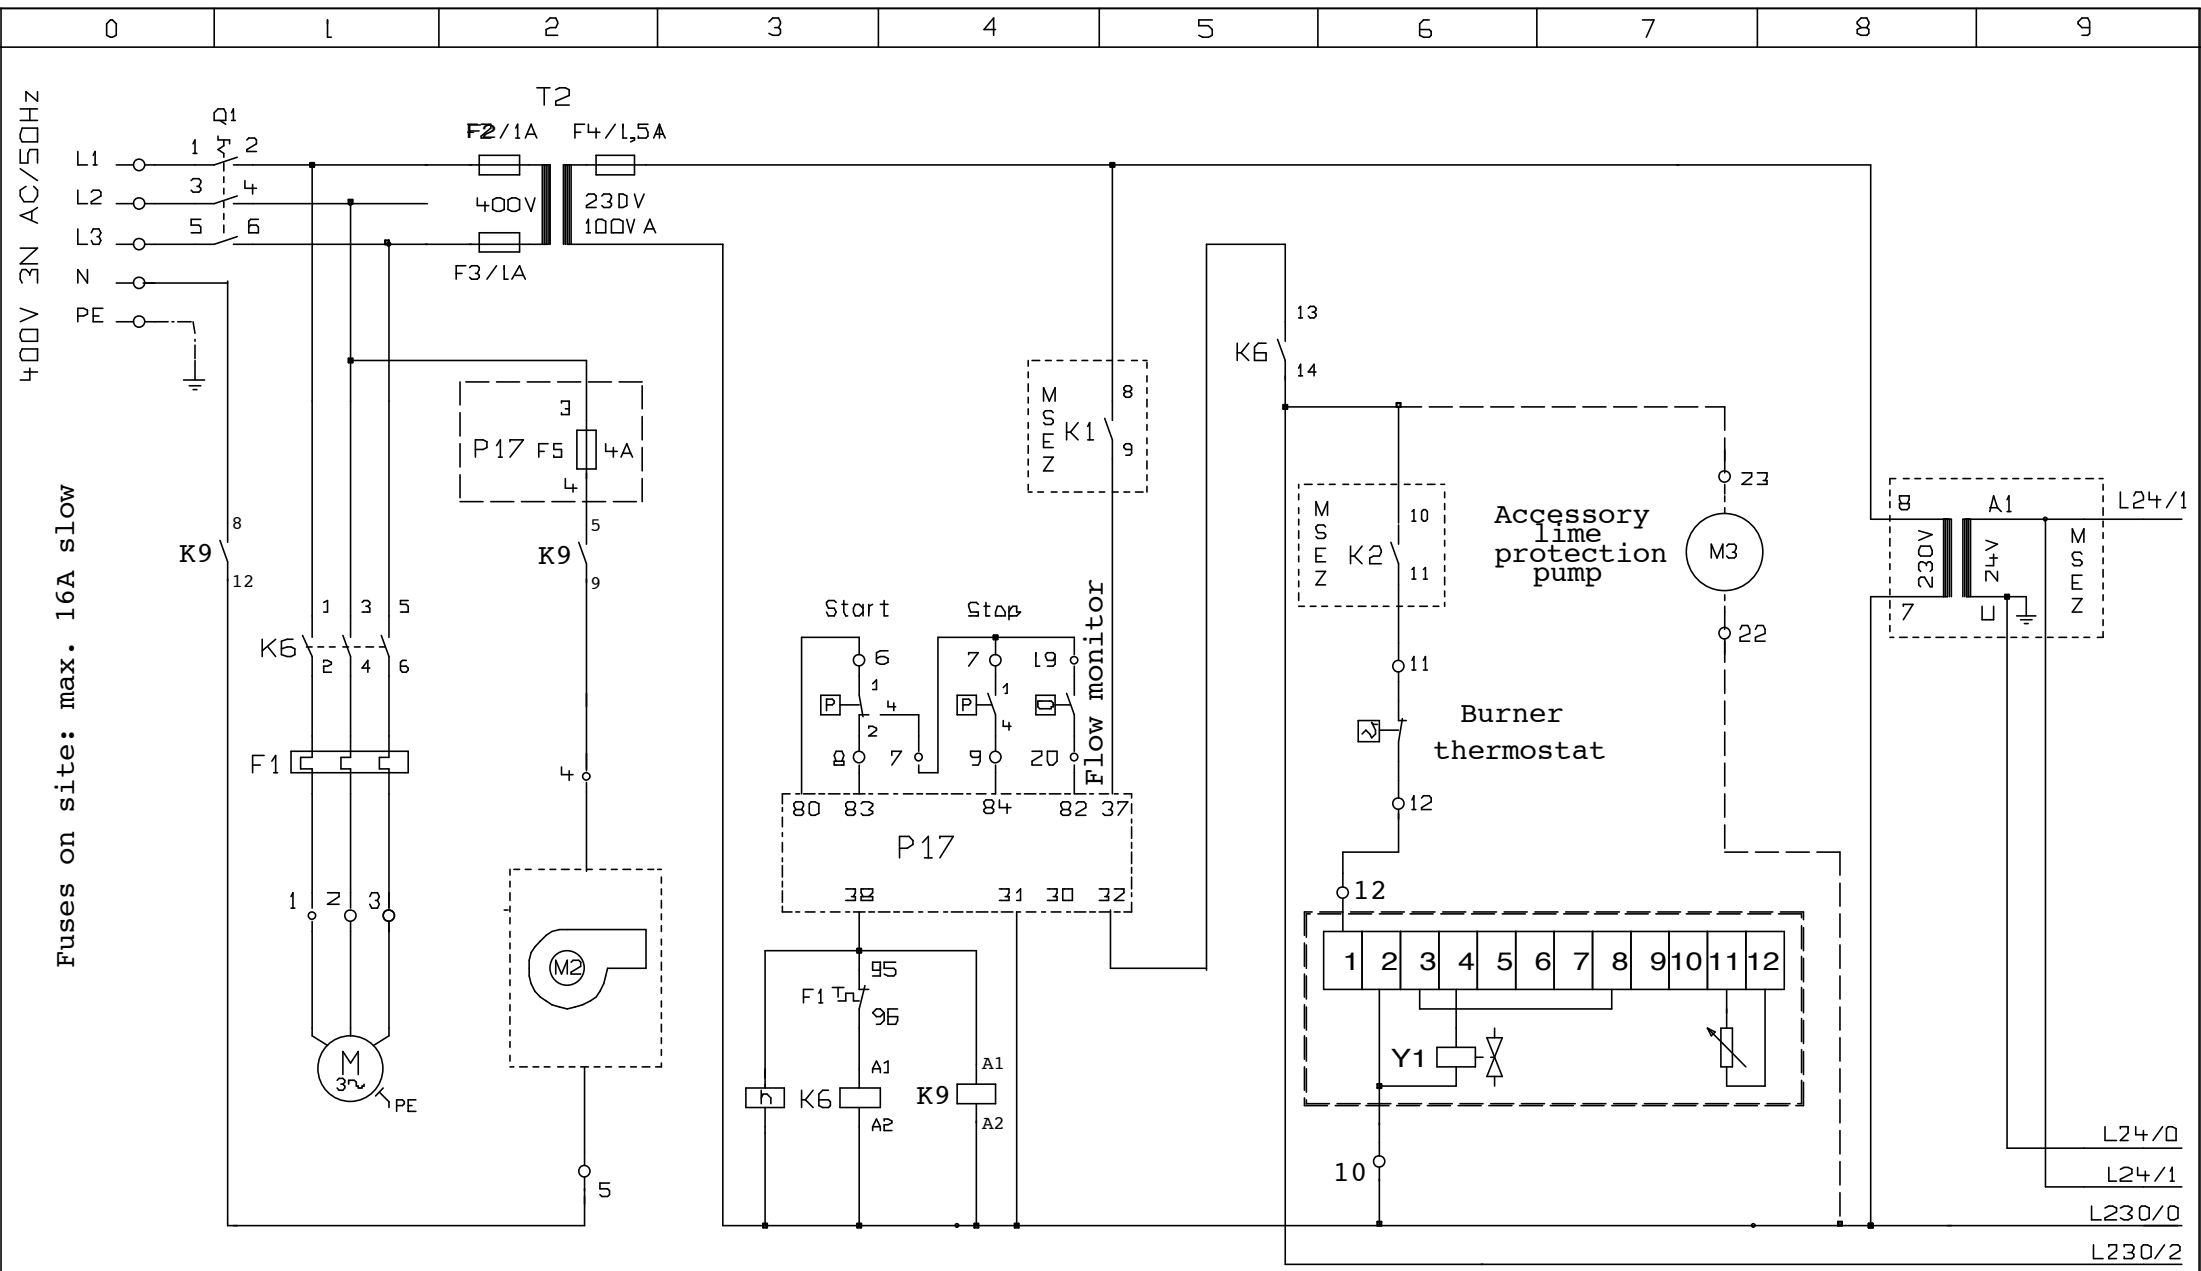 0 1 2 3 4 5 6 7 8 9
400V 3N AC/50Hz
Fuses on site: max. 16A slow
L1
L2
L3
N
PE
Q1
1 2
3 4
5 6
T2
F2/1A F4/1,5A
400V
230V
100VA
F3/1A
P17 F5 4A
3
4
K9
8
12
K9
5
9
4
K6
1 3 5
2 4 6
F1
1 2 3
M
3~
PE
M2
5
Start
6
P
1
4
2
8
7
Stop
7
P
1
4
9
Flow monitor
19
Q
20
80 83 84 82 37
P17
38 31 30 32
F1
95
96
h
K6
A1
A2
K9
A1
A2
MSEZ
K1
8
9
K6
13
14
MSEZ
K2
10
11
11
Burner
thermostat
12
12
Accessory
lime
protection
pump
23
M3
22
1 2 3 4 5 6 7 8 9 10 11 12
Y1
10
8
A1
230V
24V
7
MSEZ
L24/1
L24/0
L24/1
L230/0
L230/2